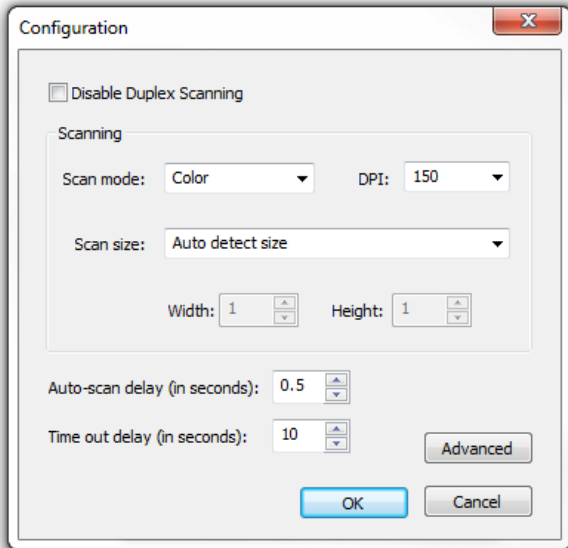 Configuration
Disable Duplex Scanning
Scanning
Scan mode: Color DPI: 150
Scan size: Auto detect size
Width: 1 Height: 1
Auto-scan delay (in seconds): 0.5
Time out delay (in seconds): 10
Advanced
OK Cancel